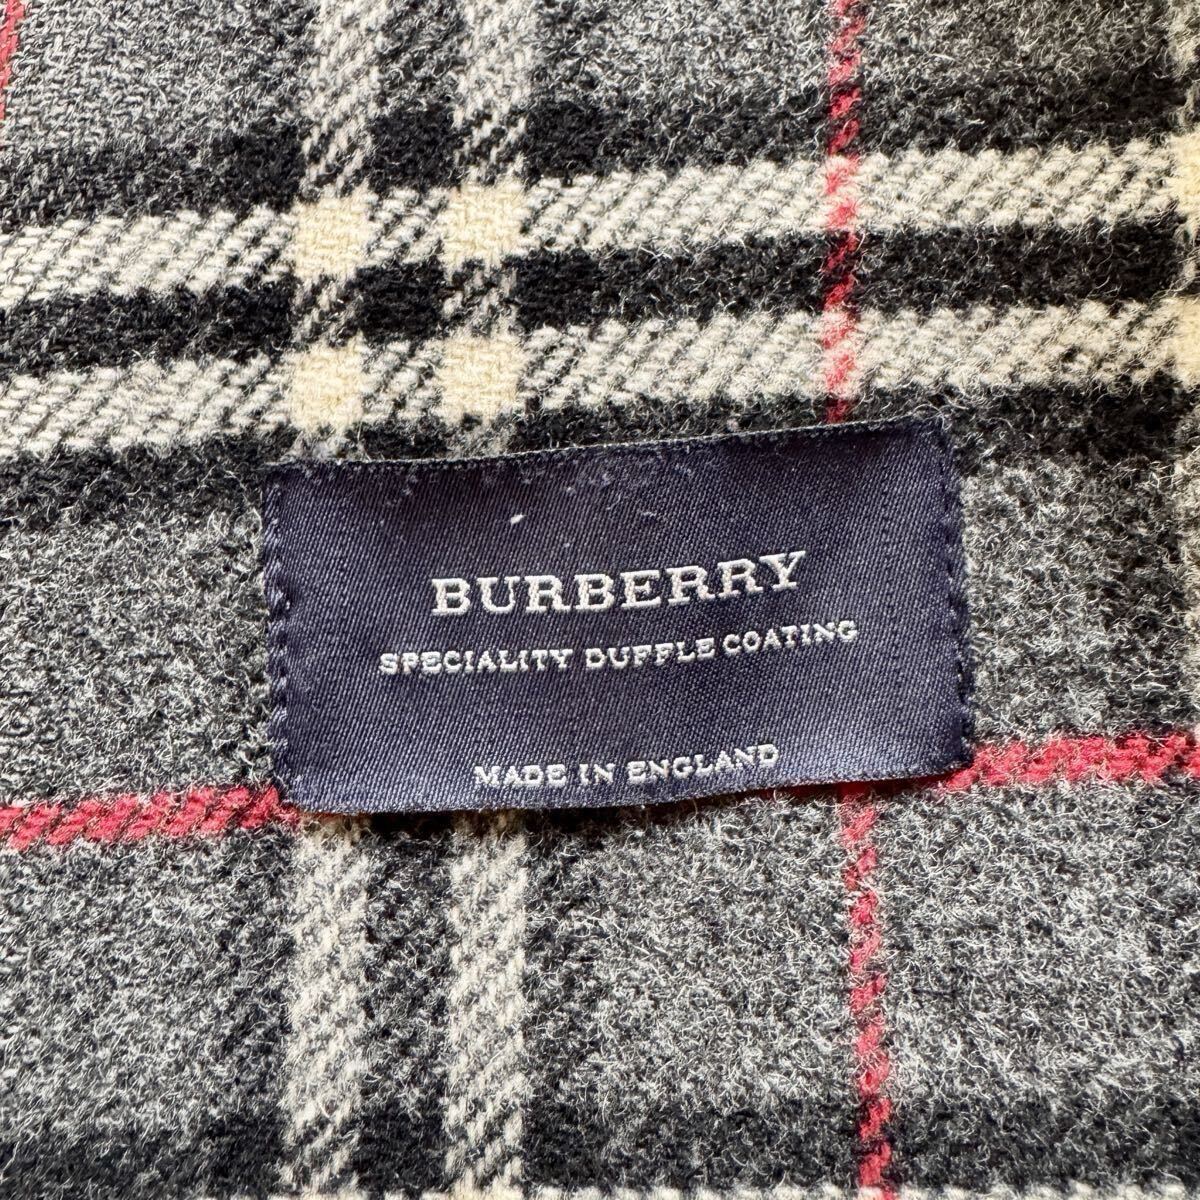 BURBERRY
SPECIALITY DUFFLE COATING
MADE IN ENGLAND